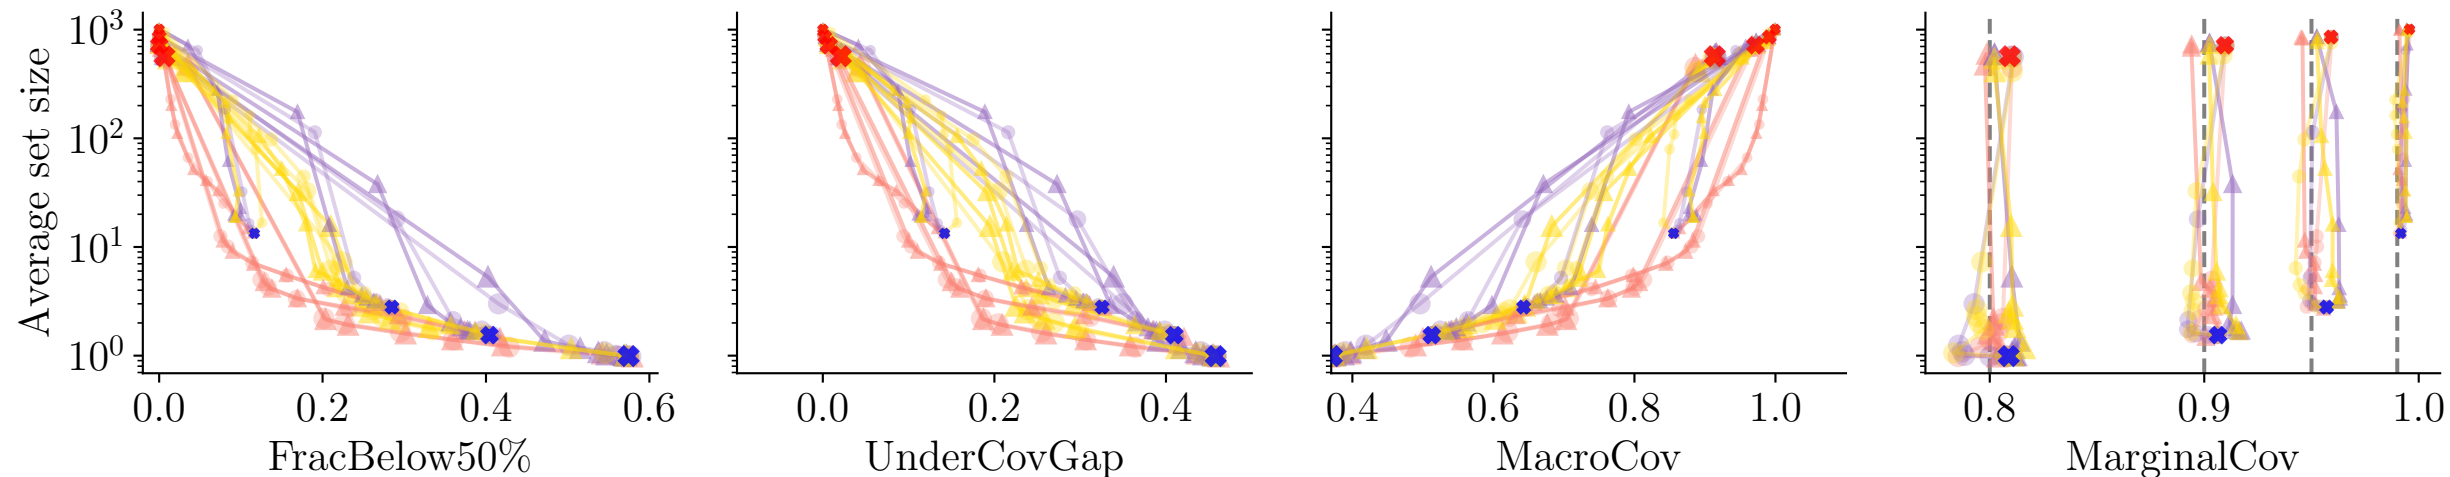 Average set size
10³
10²
10¹
10⁰
0.0 0.2 0.4 0.6
FracBelow50%
0.0 0.2 0.4
UnderCovGap
0.4 0.6 0.8 1.0
MacroCov
0.8 0.9 1.0
MarginalCov